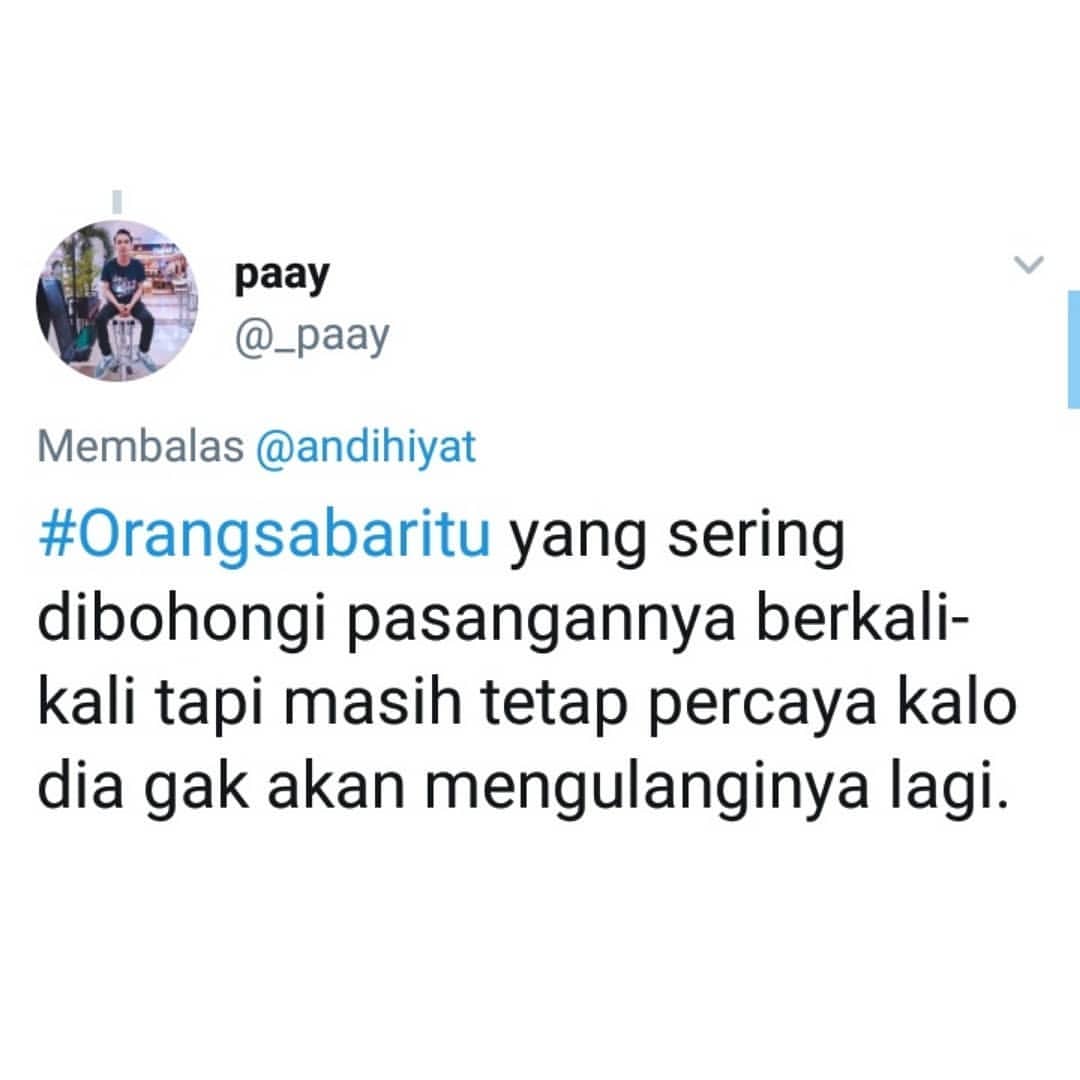 paay
@_paay
Membalas @andihiyat
#Orangsabaritu yang sering
dibohongi pasangannya berkali-
kali tapi masih tetap percaya kalo
dia gak akan mengulanginya lagi.